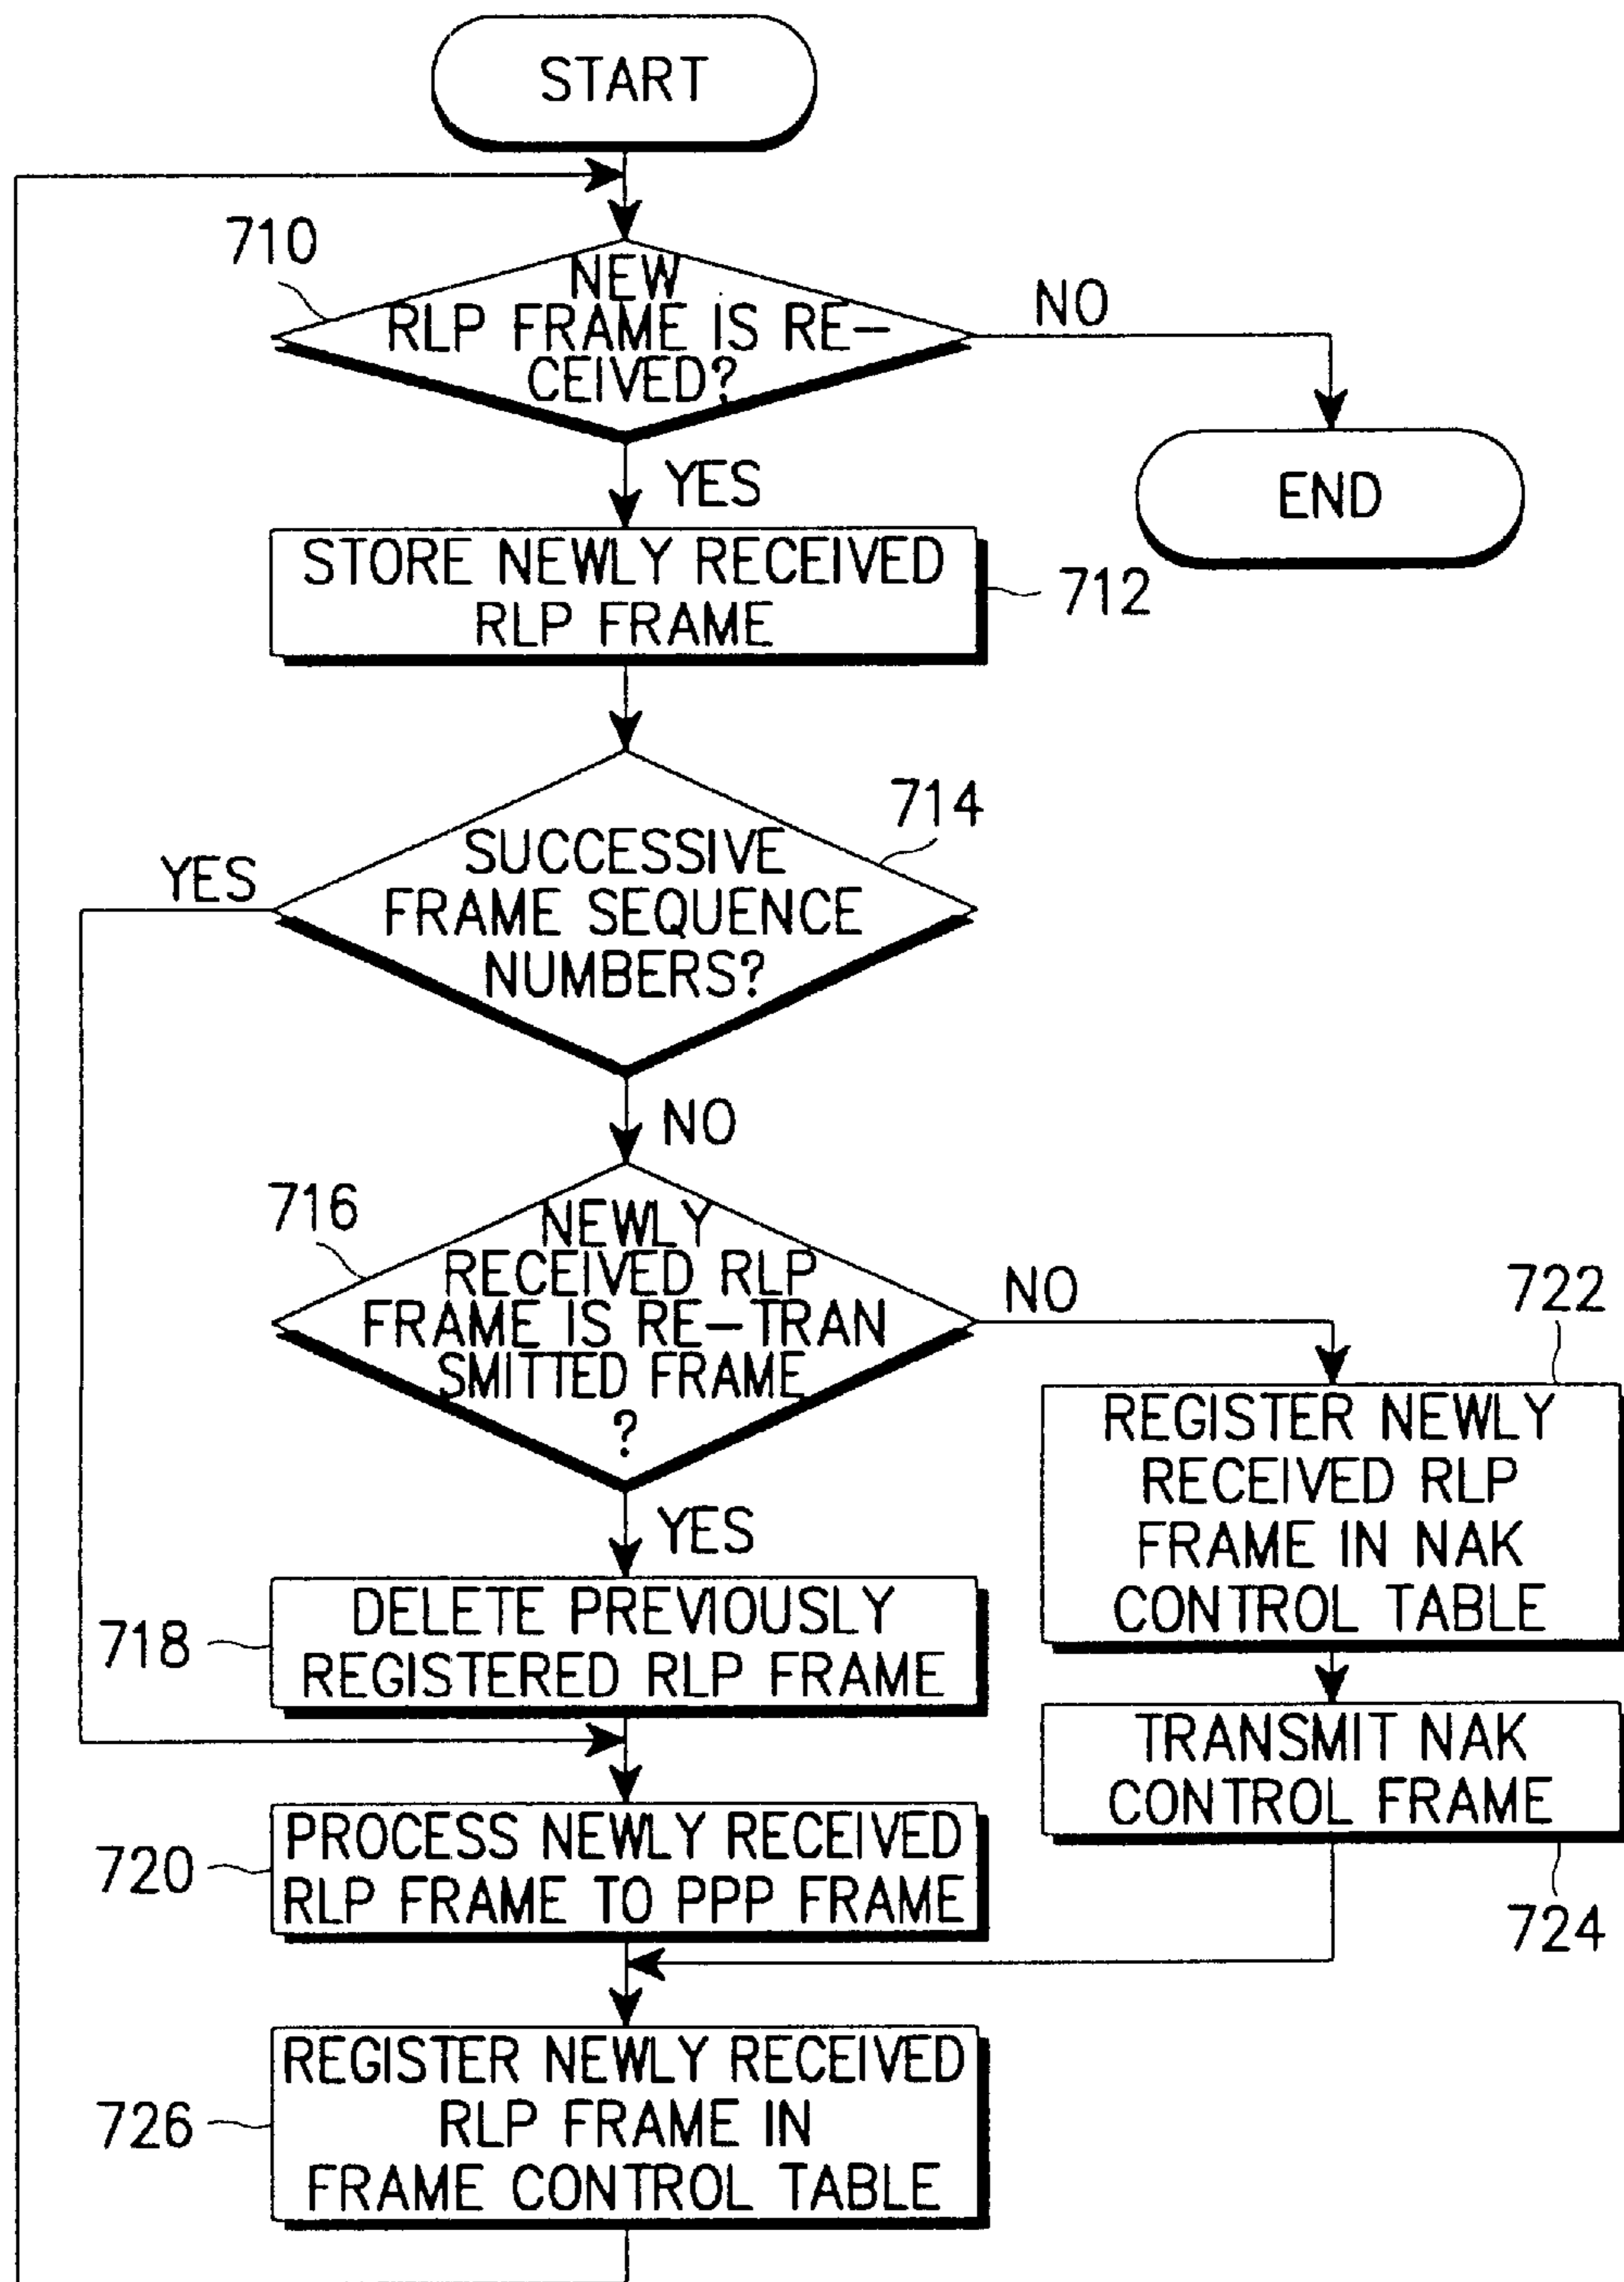 START
710
NEW
RLP FRAME IS RE-
CEIVED?
NO
END
YES
STORE NEWLY RECEIVED
RLP FRAME
712
714
SUCCESSIVE
FRAME SEQUENCE
NUMBERS?
YES
NO
716
NEWLY
RECEIVED RLP
FRAME IS RE-TRAN
SMITTED FRAME
?
NO
722
REGISTER NEWLY
RECEIVED RLP
FRAME IN NAK
CONTROL TABLE
YES
718
DELETE PREVIOUSLY
REGISTERED RLP FRAME
TRANSMIT NAK
CONTROL FRAME
724
720
PROCESS NEWLY RECEIVED
RLP FRAME TO PPP FRAME
726
REGISTER NEWLY RECEIVED
RLP FRAME IN
FRAME CONTROL TABLE